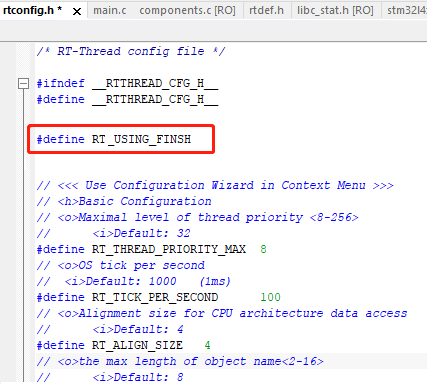 rtconfig.h* × main.c components.c [RO] rtdef.h libc_stat.h [RO] stm32l4
/* RT-Thread config file */
#ifndef __RTTHREAD_CFG_H__
#define __RTTHREAD_CFG_H__
#define RT_USING_FINSH
// <<< Use Configuration Wizard in Context Menu >>>
// <h>Basic Configuration
// <o>Maximal level of thread priority <8-256>
// <i>Default: 32
#define RT_THREAD_PRIORITY_MAX 8
// <o>OS tick per second
// <i>Default: 1000 (1ms)
#define RT_TICK_PER_SECOND 100
// <o>Alignment size for CPU architecture data access
// <i>Default: 4
#define RT_ALIGN_SIZE 4
// <o>the max length of object name<2-16>
// <i>Default: 8